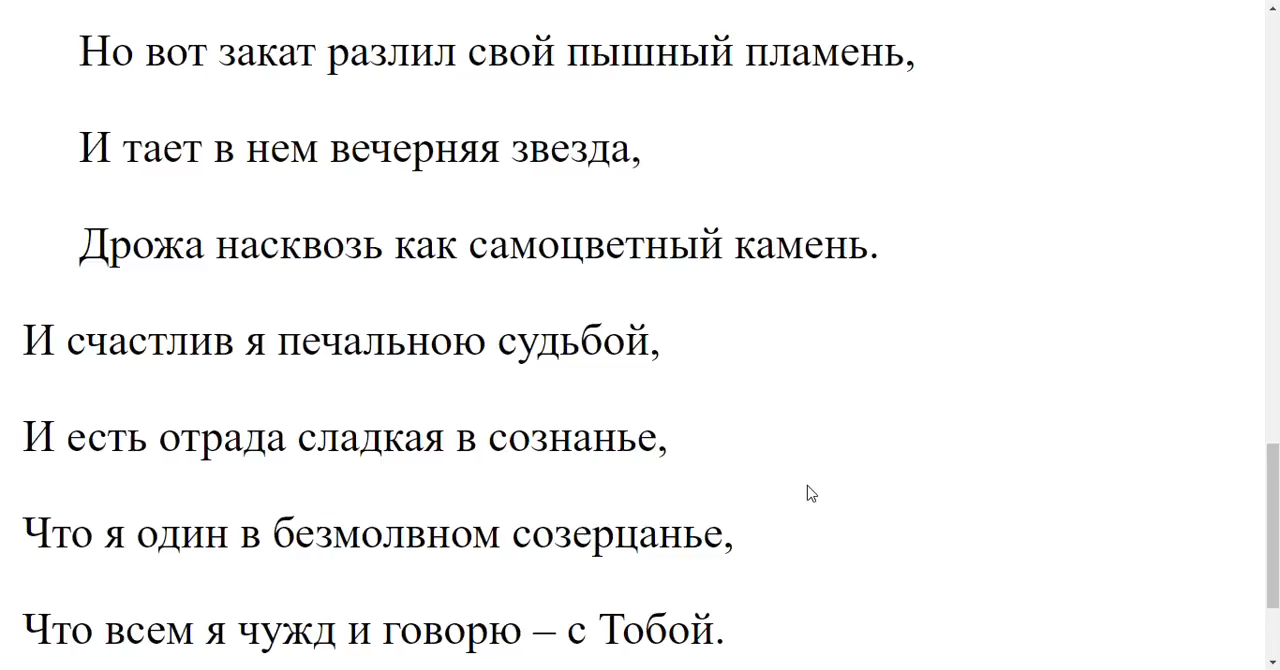 Но вот закат разлил свой пышный пламень,
И тает в нем вечерняя звезда,
Дрожа насквозь как самоцветный камень.
И счастлив я печальною судьбой,
И есть отрада сладкая в сознанье,
Что я один в безмолвном созерцанье,
Что всем я чужд и говорю – с Тобой.